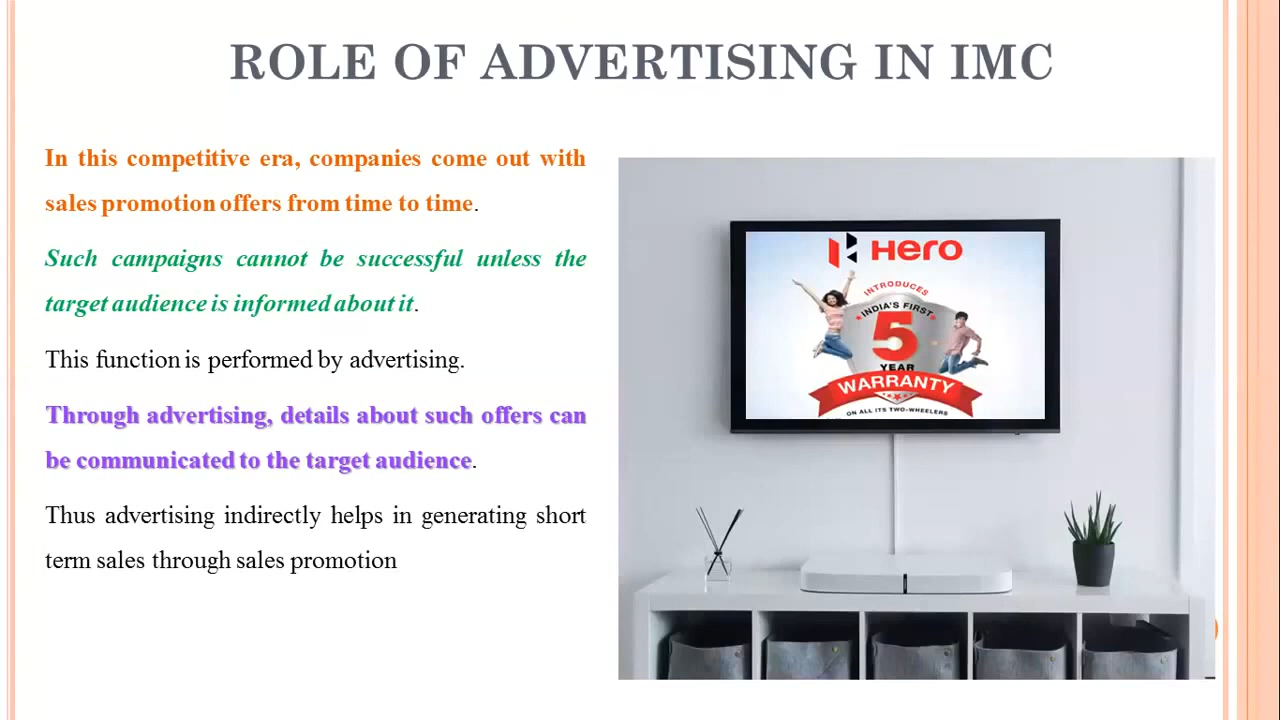 ROLE OF ADVERTISING IN IMC
In this competitive era, companies come out with
sales promotion offers from time to time.
Such campaigns cannot be successful unless the
target audience is informed about it.
This function is performed by advertising.
Through advertising, details about such offers can
be communicated to the target audience.
Thus advertising indirectly helps in generating short
term sales through sales promotion
Hero
INTRODUCES
INDIA'S FIRST
5
YEAR
WARRANTY
ON ALL ITS TWO-WHEELERS